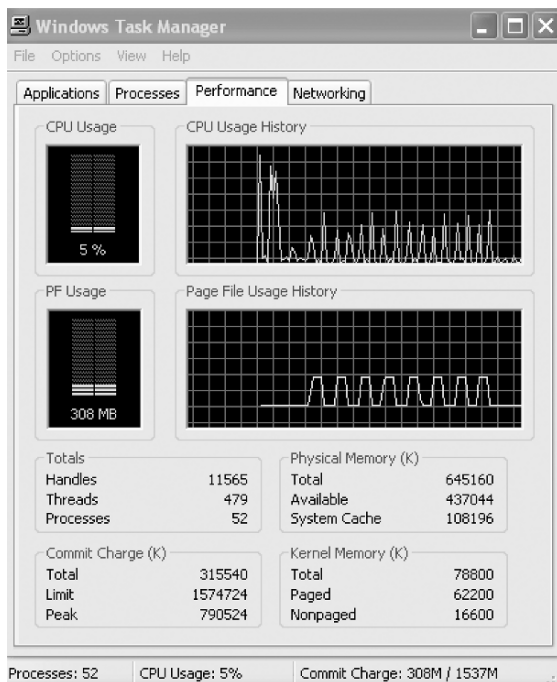 Windows Task Manager
File Options View Help
Applications Processes Performance Networking
CPU Usage
CPU Usage History
5 %
PF Usage
Page File Usage History
308 MB
Totals
Handles 11565
Threads 479
Processes 52
Physical Memory (K)
Total 645160
Available 437044
System Cache 108196
Commit Charge (K)
Total 315540
Limit 1574724
Peak 790524
Kernel Memory (K)
Total 78800
Paged 62200
Nonpaged 16600
Processes: 52 CPU Usage: 5% Commit Charge: 308M / 1537M